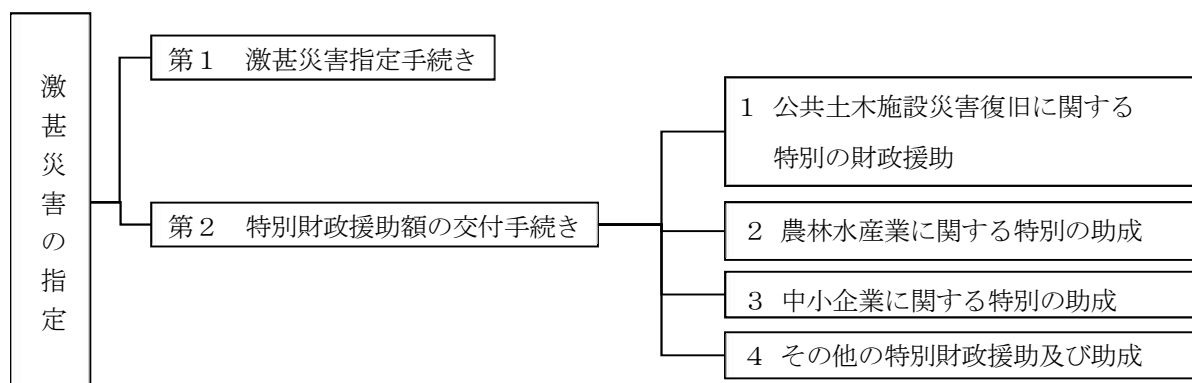 激甚災害の指定
第１　激甚災害指定手続き
第２　特別財政援助額の交付手続き
１ 公共土木施設災害復旧に関する
特別の財政援助
２ 農林水産業に関する特別の助成
３ 中小企業に関する特別の助成
４ その他の特別財政援助及び助成